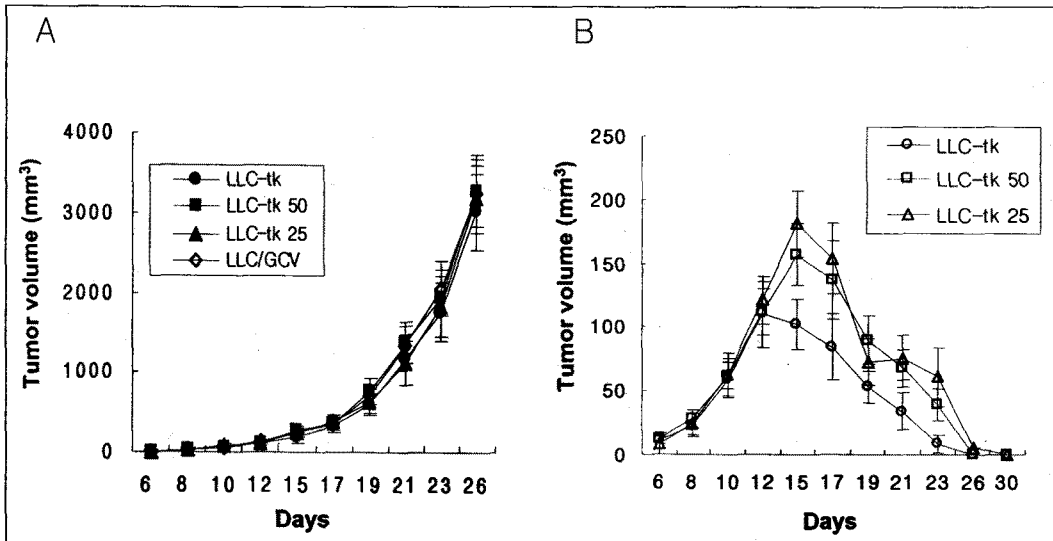 A
Tumor volume (mm³)
4000
3000
2000
1000
0
LLC-tk
LLC-tk 50
LLC-tk 25
LLC/GCV
6 8 10 12 15 17 19 21 23 26
Days
B
Tumor volume (mm³)
250
200
150
100
50
0
LLC-tk
LLC-tk 50
LLC-tk 25
6 8 10 12 15 17 19 21 23 26 30
Days